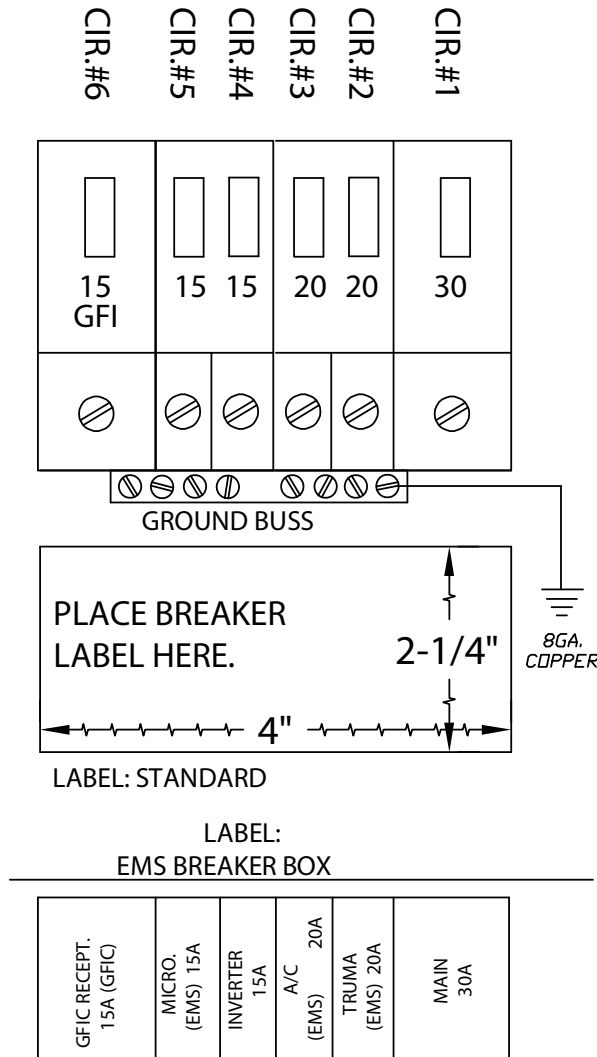 CIR.#6
CIR.#5
CIR.#4
CIR.#3
CIR.#2
CIR.#1
15
GFI
15
15
20
20
30
GROUND BUSS
PLACE BREAKER
LABEL HERE.
2-1/4"
4"
8GA.
COPPER
LABEL: STANDARD
LABEL:
EMS BREAKER BOX
GFIC RECEPT.
15A (GFIC)
MICRO.
(EMS) 15A
INVERTER
15A
A/C
(EMS) 20A
TRUMA
(EMS) 20A
MAIN
30A